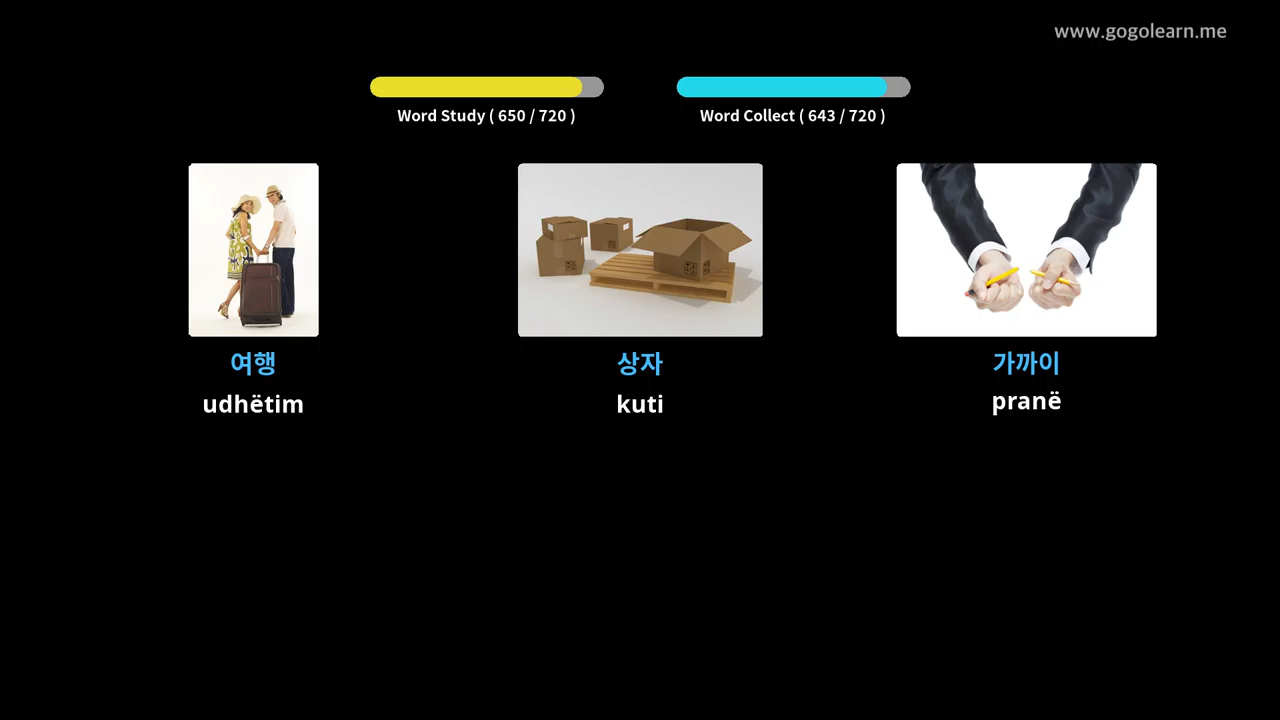 www.gogolearn.me
Word Study ( 650 / 720 )
Word Collect ( 643 / 720 )
여행
udhëtim
상자
kuti
가까이
pranë